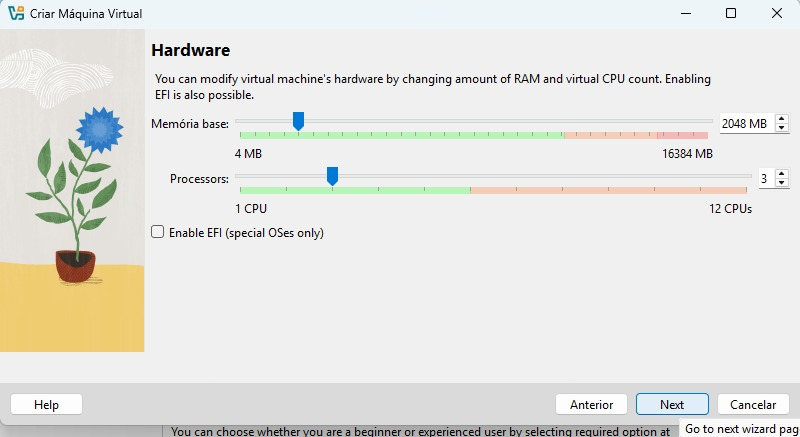 Criar Máquina Virtual
Hardware
You can modify virtual machine's hardware by changing amount of RAM and virtual CPU count. Enabling
EFI is also possible.
Memória base:
2048 MB
4 MB
16384 MB
Processors:
3
1 CPU
12 CPUs
Enable EFI (special OSes only)
Help
Anterior
Next
Cancelar
You can choose whether you are a beginner or experienced user by selecting required option at
Go to next wizard pag